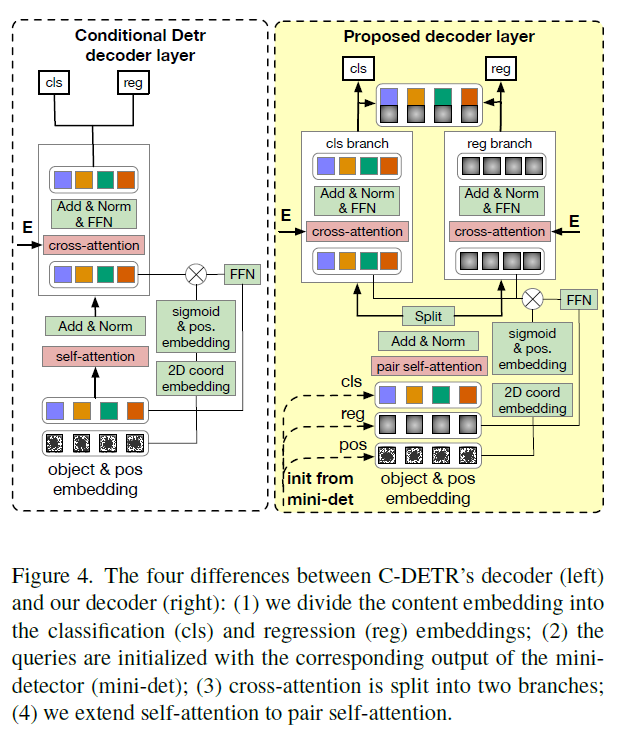 Conditional Detr
decoder layer
cls
reg
Add & Norm
& FFN
E
cross-attention
FFN
Add & Norm
sigmoid
& pos.
embedding
self-attention
2D coord
embedding
object & pos
embedding
Proposed decoder layer
cls
reg
cls branch
reg branch
Add & Norm
& FFN
Add & Norm
& FFN
E
cross-attention
cross-attention
E
Split
FFN
Add & Norm
sigmoid
& pos.
embedding
pair self-attention
cls
2D coord
embedding
reg
pos
init from
mini-det
object & pos
embedding
Figure 4. The four differences between C-DETR's decoder (left)
and our decoder (right): (1) we divide the content embedding into
the classification (cls) and regression (reg) embeddings; (2) the
queries are initialized with the corresponding output of the mini-
detector (mini-det); (3) cross-attention is split into two branches;
(4) we extend self-attention to pair self-attention.